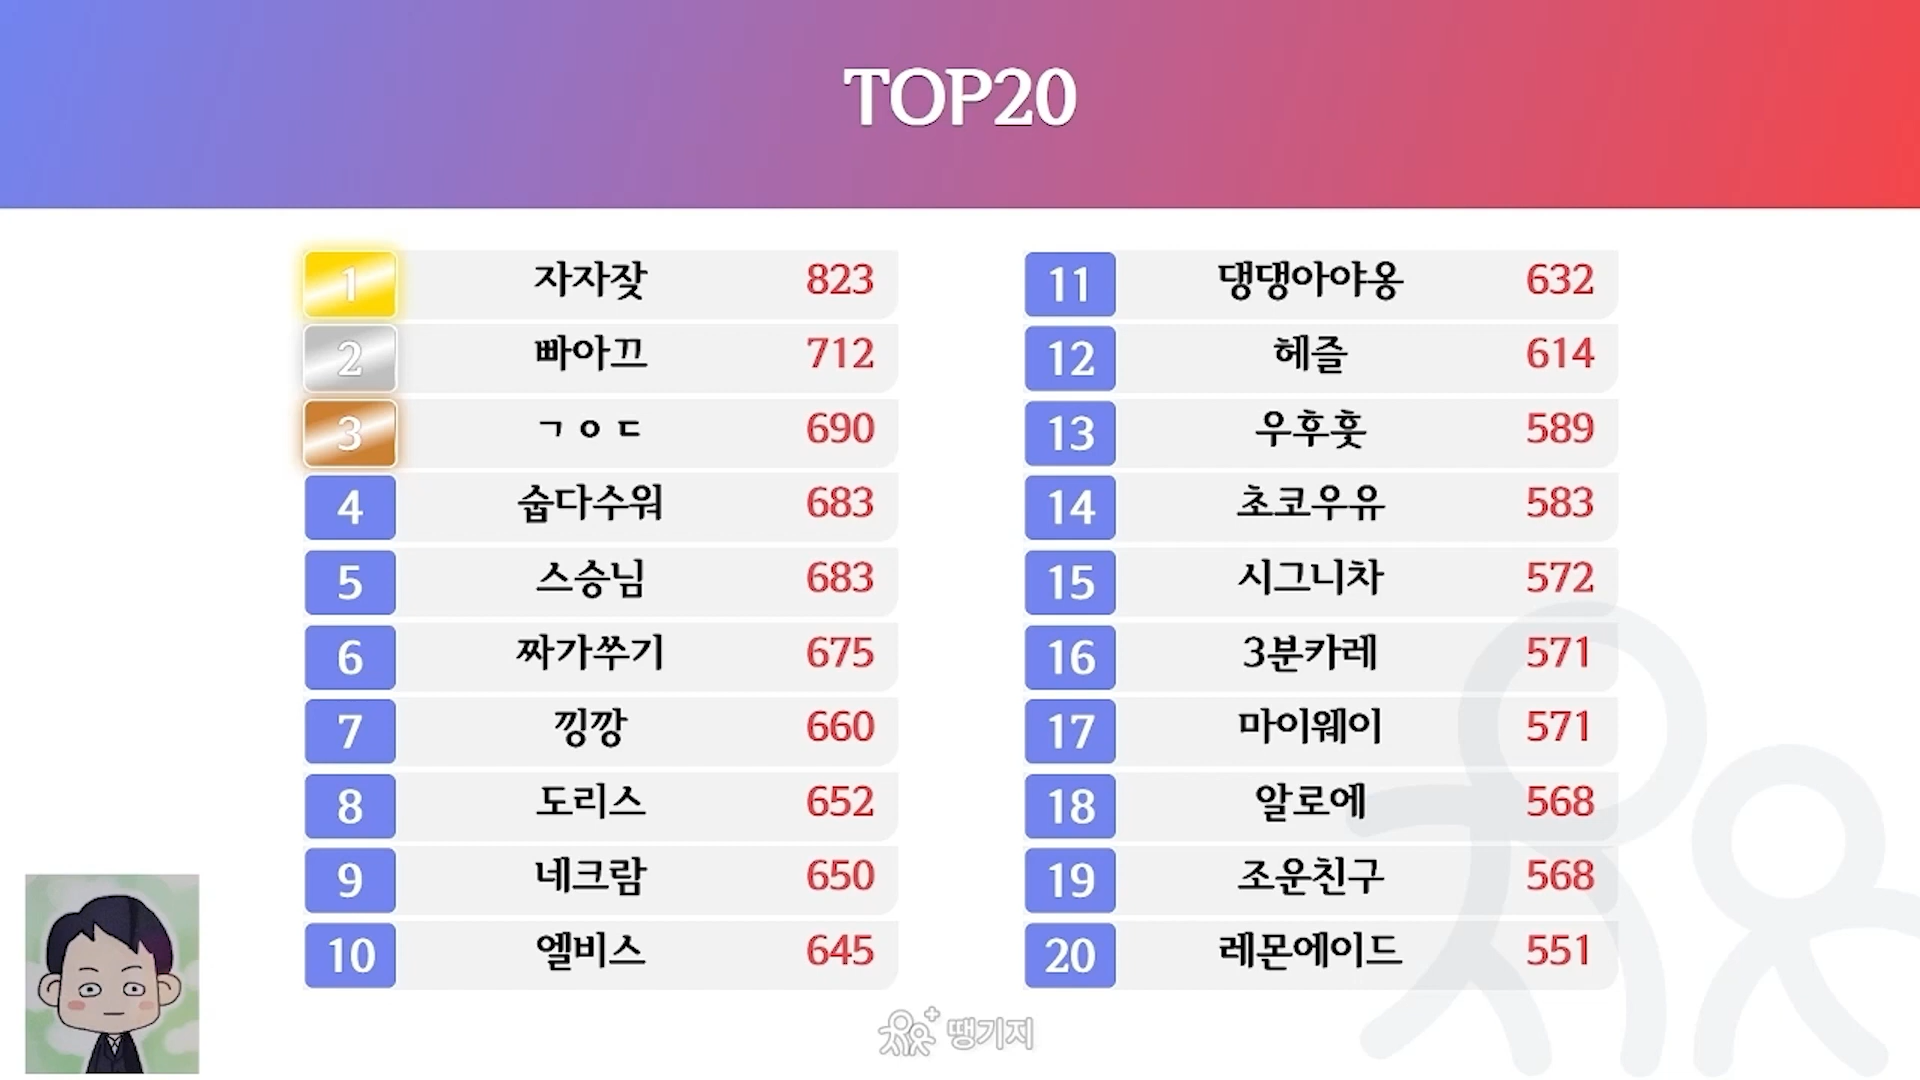 TOP20
1 자자잦 823
2 빠아끄 712
3 ㄱㅇㄷ 690
4 숩다수워 683
5 스승님 683
6 짜가쑤기 675
7 낑깡 660
8 도리스 652
9 네크람 650
10 엘비스 645
11 댕댕아야옹 632
12 헤즐 614
13 우후훗 589
14 초코우유 583
15 시그니차 572
16 3분카레 571
17 마이웨이 571
18 알로에 568
19 조운친구 568
20 레몬에이드 551
땡기지